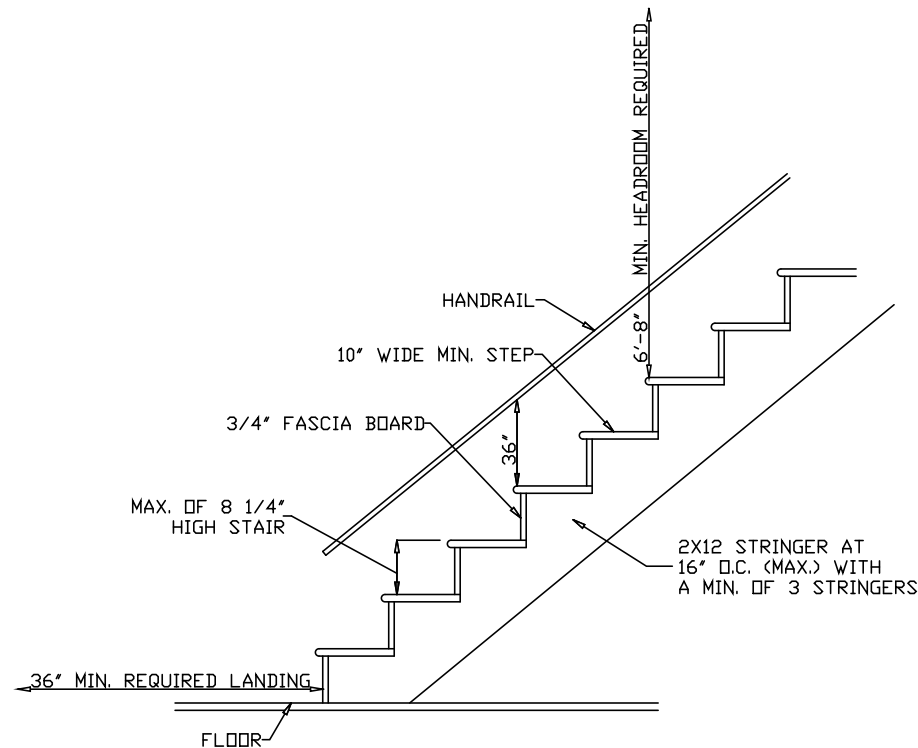 6'-8" MIN. HEADROOM REQUIRED
HANDRAIL
10" WIDE MIN. STEP
3/4" FASCIA BOARD
36"
MAX. OF 8 1/4"
HIGH STAIR
2X12 STRINGER AT
16" O.C. (MAX.) WITH
A MIN. OF 3 STRINGERS
36" MIN. REQUIRED LANDING
FLOOR